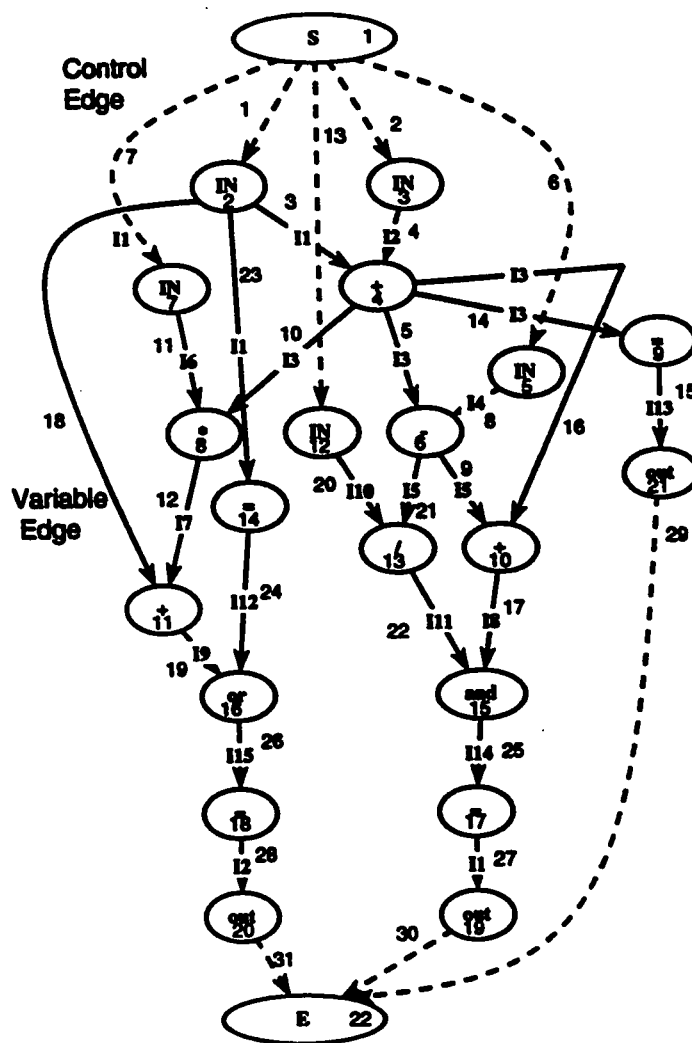 S 1
Control
Edge
1
2
13
7
6
IN
2
IN
3
3
I1
I2
4
I1
23
I3
IN
7
+
4
10
5
14
I3
=
9
11
I6
I1
I3
I3
IN
5
15
I13
I4
8
18
*
8
IN
12
-
6
16
out
21
12
9
20
I10
I5
I5
Variable
Edge
I7
=
14
21
29
/
13
+
10
+
11
I12
24
22
I11
I8
17
19
I9
or
16
and
15
26
I15
I14
25
=
18
=
17
28
I2
I1
27
out
20
out
19
31
30
E 22